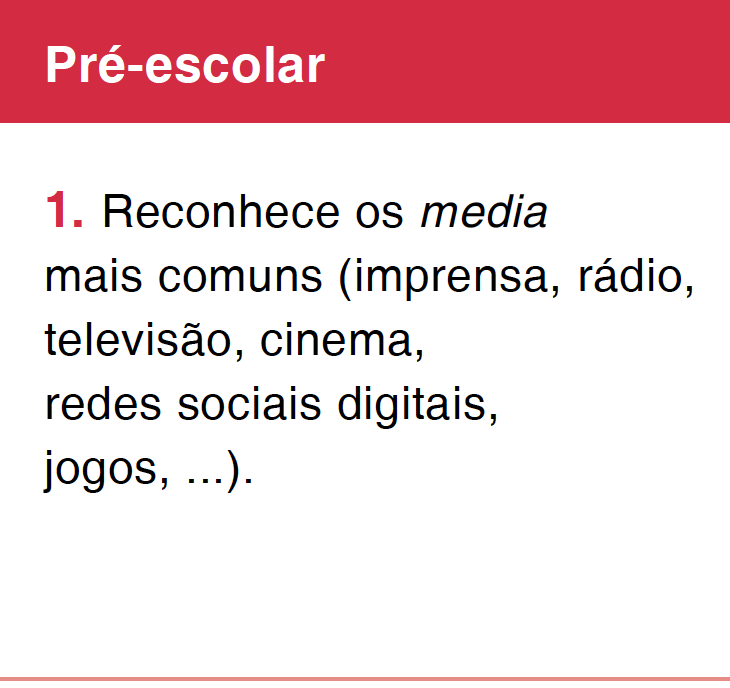 Pré-escolar
1. Reconhece os media
mais comuns (imprensa, rádio,
televisão, cinema,
redes sociais digitais,
jogos, ...).